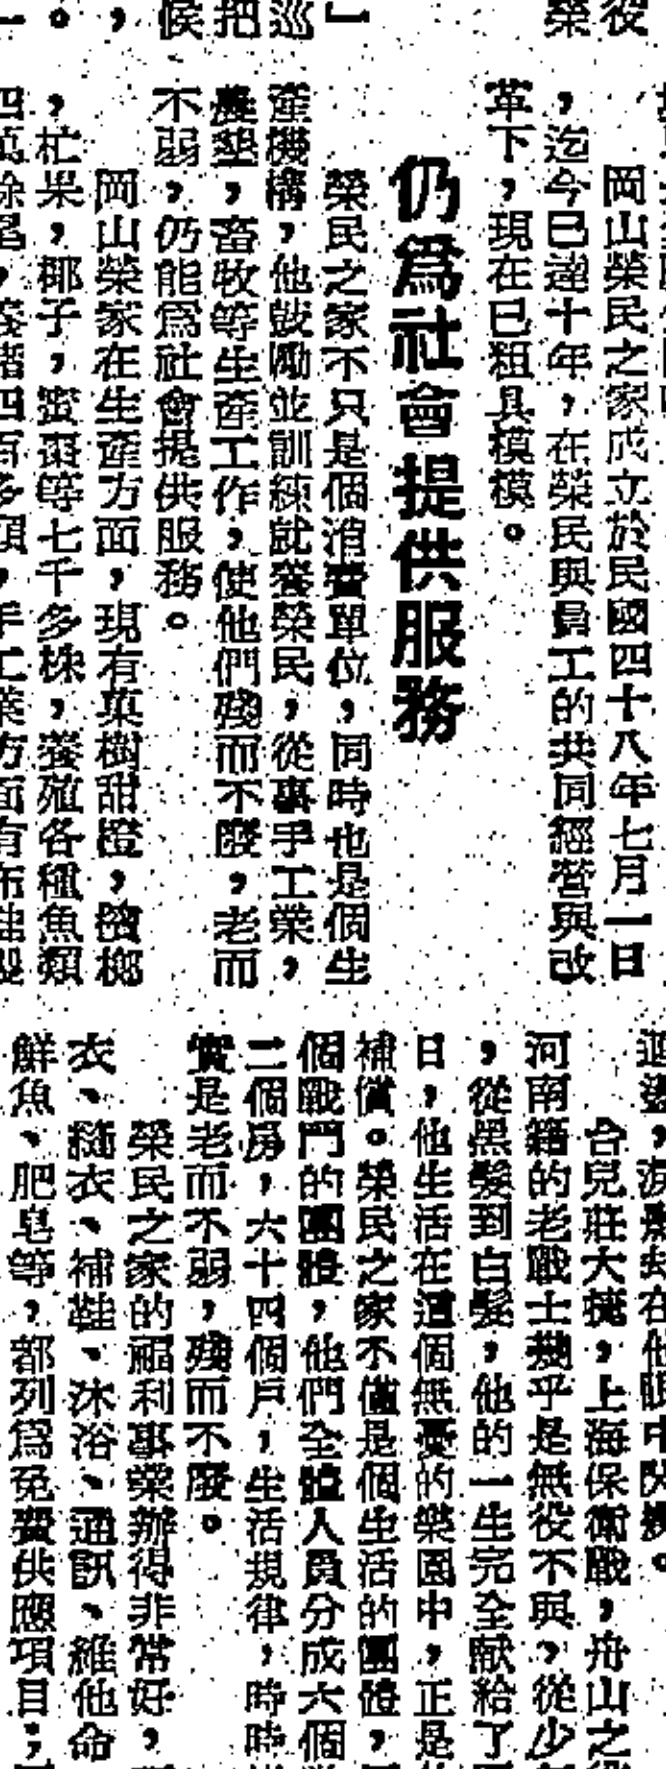 榮役
巡
把
候
岡山榮民之家成立於民國四十八年七月一日
，迄今已達十年，在榮民與員工的共同經營與改
革下，現在已粗具模模。
仍爲社會提供服務
榮民之家不只是個消費單位，同時也是個生
產機構，他鼓勵並訓練就養榮民，從事手工業，
農墾，畜牧等生產工作，使他們殘而不廢，老而
不弱，仍能爲社會提供服務。
岡山榮家在生產方面，現有菓樹甜橙，檳榔
，杧果，椰子，蜜棗等七千多株，養殖各種魚類
合兒莊大捷，上海保衞戰，舟山之
河南籍的老戰士幾乎是無役不與，從少
，從黑髮到白髮，他的一生完全献給了
日，他生活在這個無憂的樂園中，正是
補償。榮民之家不僅是個生活的團體，
個戰鬥的團體，他們全體人員分成六個
二個房，六十四個戶，生活規律，時時
實是老而不弱，殘而不廢。
榮民之家的福利事業辦得非常好，
衣、縫衣、補鞋、沐浴、通訊、維他命
鮮魚、肥皂等，都列爲免費供應項目；